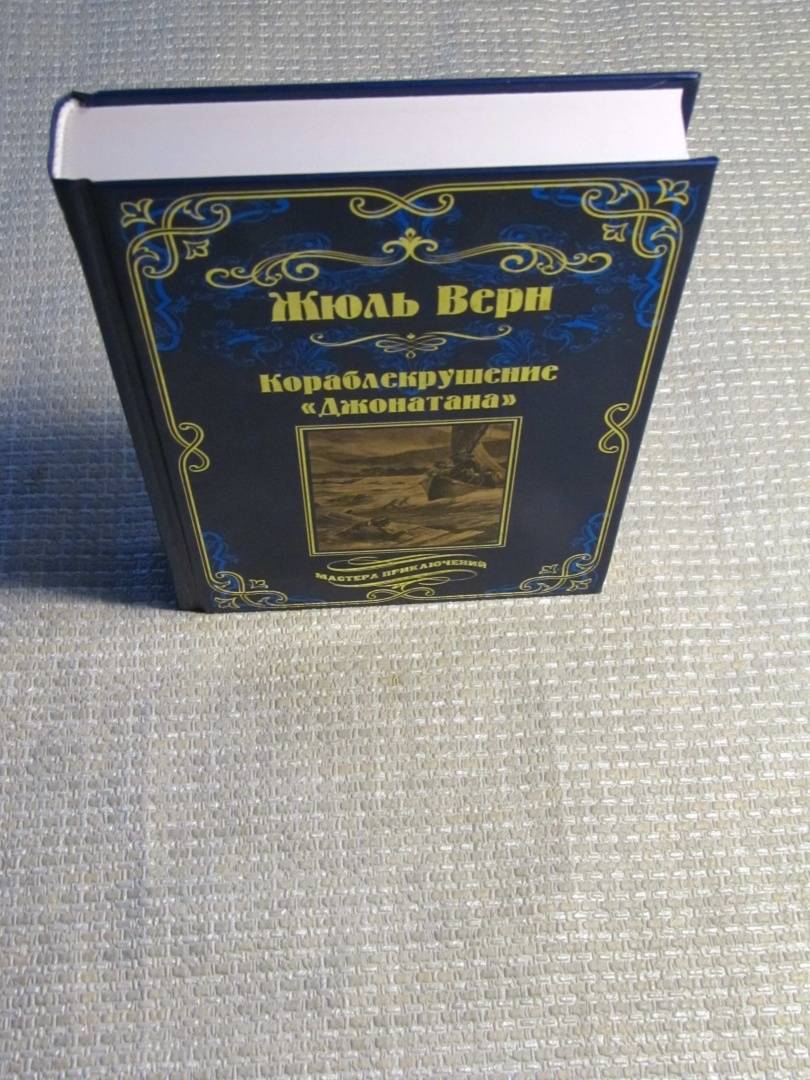 Жюль Верн
Кораблекрушение
«Джонатана»
МАСТЕРА ПРИКЛЮЧЕНИЙ